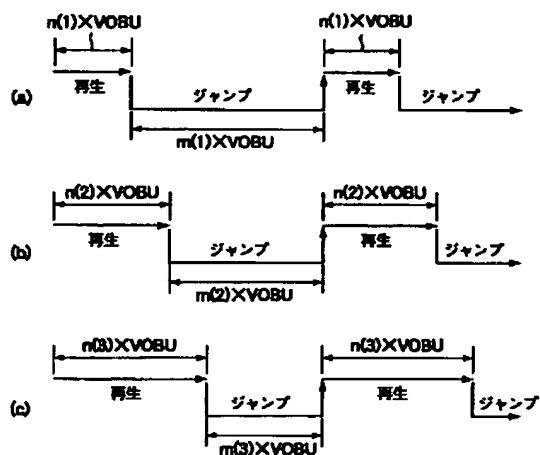 n(1)×VOBU n(1)×VOBU
再生 ジャンプ 再生 ジャンプ
(a)
m(1)×VOBU
n(2)×VOBU n(2)×VOBU
再生 ジャンプ 再生 ジャンプ
(b)
m(2)×VOBU
n(3)×VOBU n(3)×VOBU
再生 ジャンプ 再生 ジャンプ
(c)
m(3)×VOBU